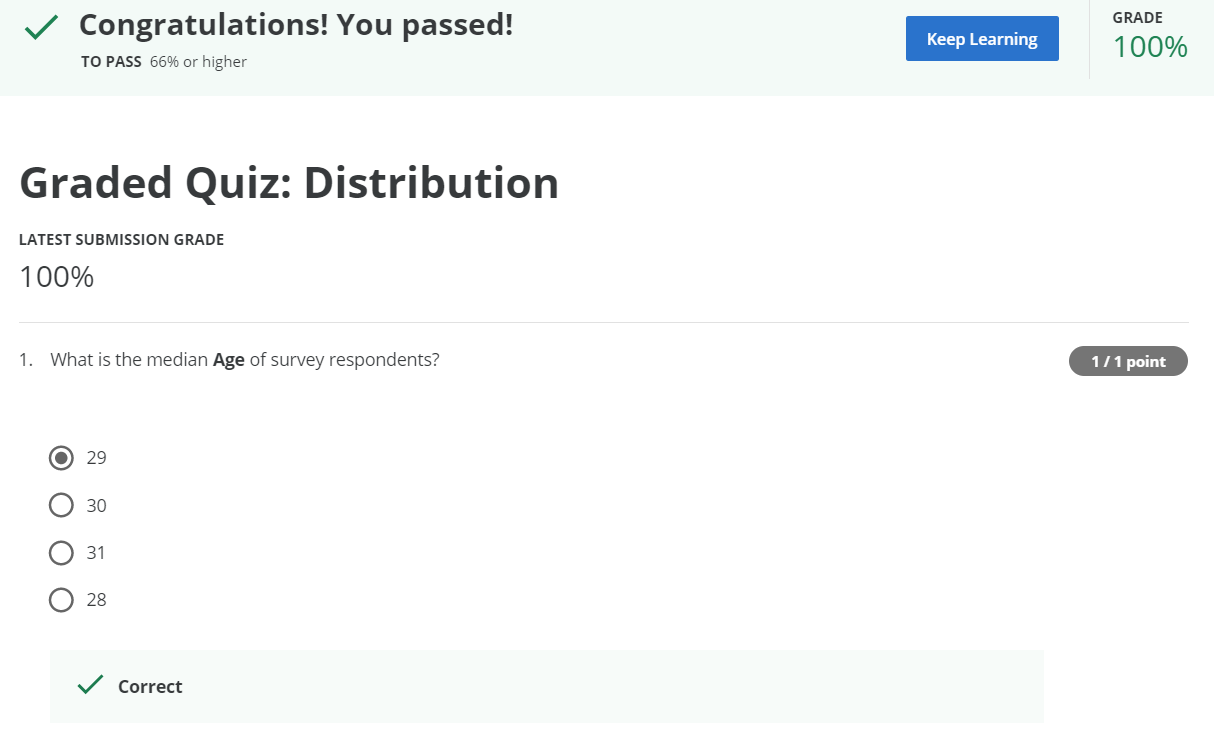 Congratulations! You passed!
TO PASS 66% or higher
Keep Learning
GRADE
100%
Graded Quiz: Distribution
LATEST SUBMISSION GRADE
100%
1. What is the median Age of survey respondents?
1 / 1 point
29
30
31
28
Correct